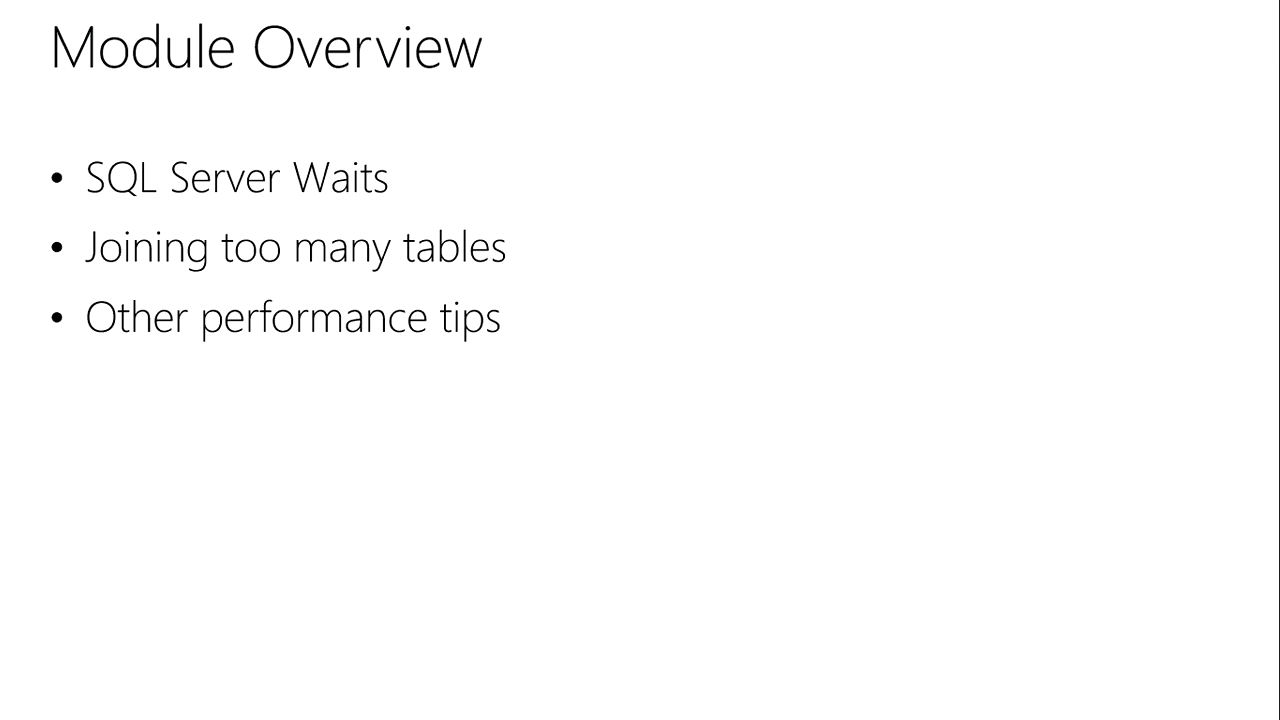 Module Overview
• SQL Server Waits
• Joining too many tables
• Other performance tips